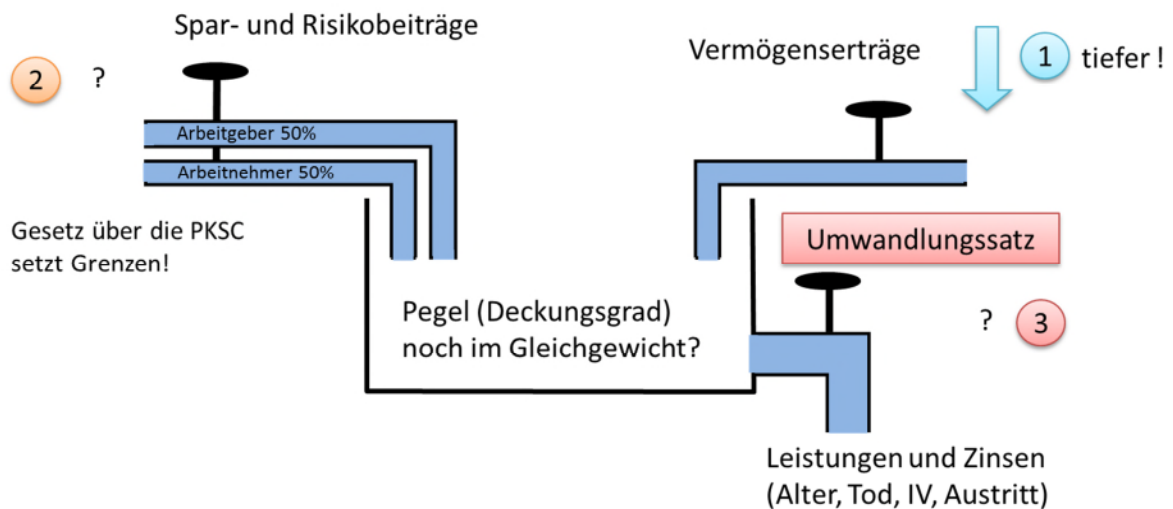 Spar- und Risikobeiträge
2 ?
Arbeitgeber 50%
Arbeitnehmer 50%
Gesetz über die PKSC
setzt Grenzen!
Vermögenserträge
1 tiefer !
Umwandlungssatz
? 3
Pegel (Deckungsgrad)
noch im Gleichgewicht?
Leistungen und Zinsen
(Alter, Tod, IV, Austritt)